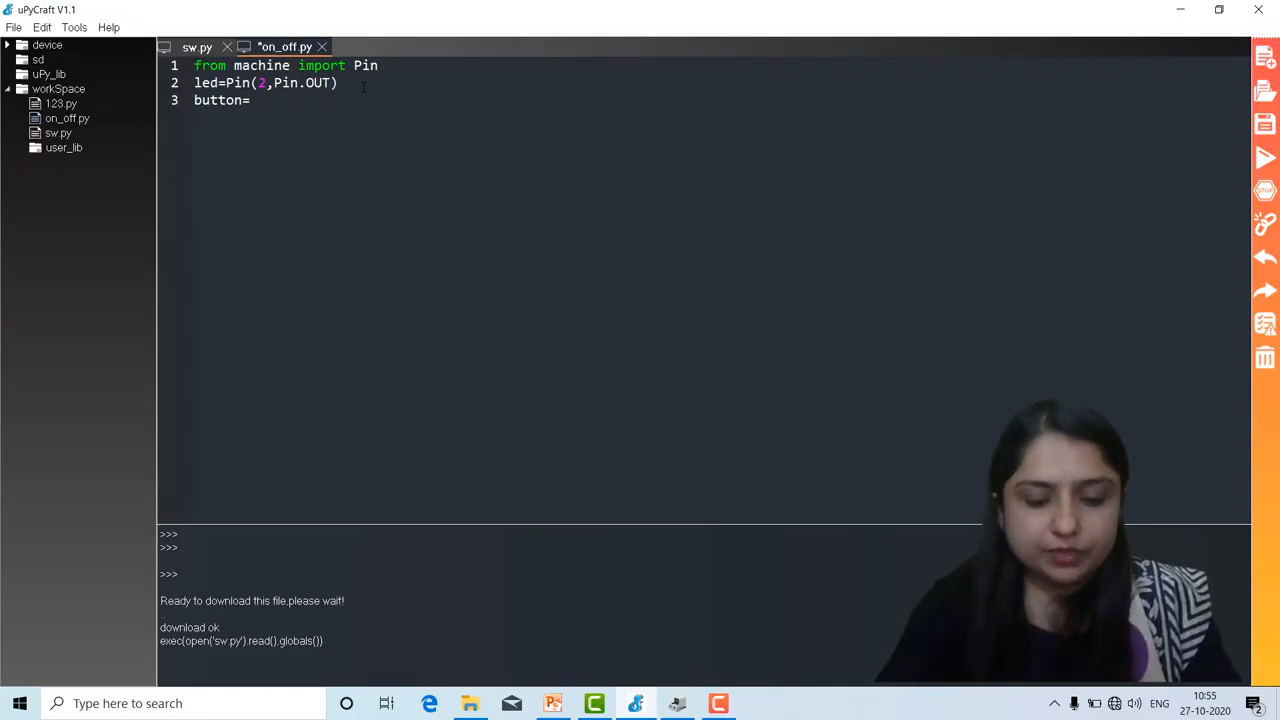 uPyCraft V1.1
File Edit Tools Help
device
sd
uPy_lib
workSpace
123.py
on_off.py
sw.py
user_lib
sw.py *on_off.py
1 from machine import Pin
2 led=Pin(2,Pin.OUT)
3 button=
>>>
>>>
>>>
Ready to download this file,please wait!
..
download ok
exec(open('sw.py').read(),globals())
STOP
Type here to search
ENG
10:55
27-10-2020
2